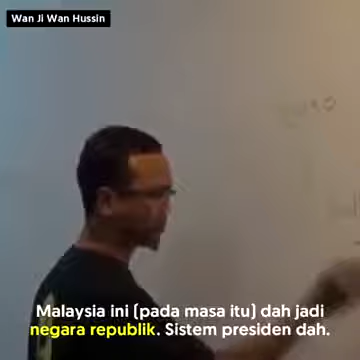 Wan Ji Wan Hussin
Malaysia ini (pada masa itu) dah jadi
negara republik. Sistem presiden dah.